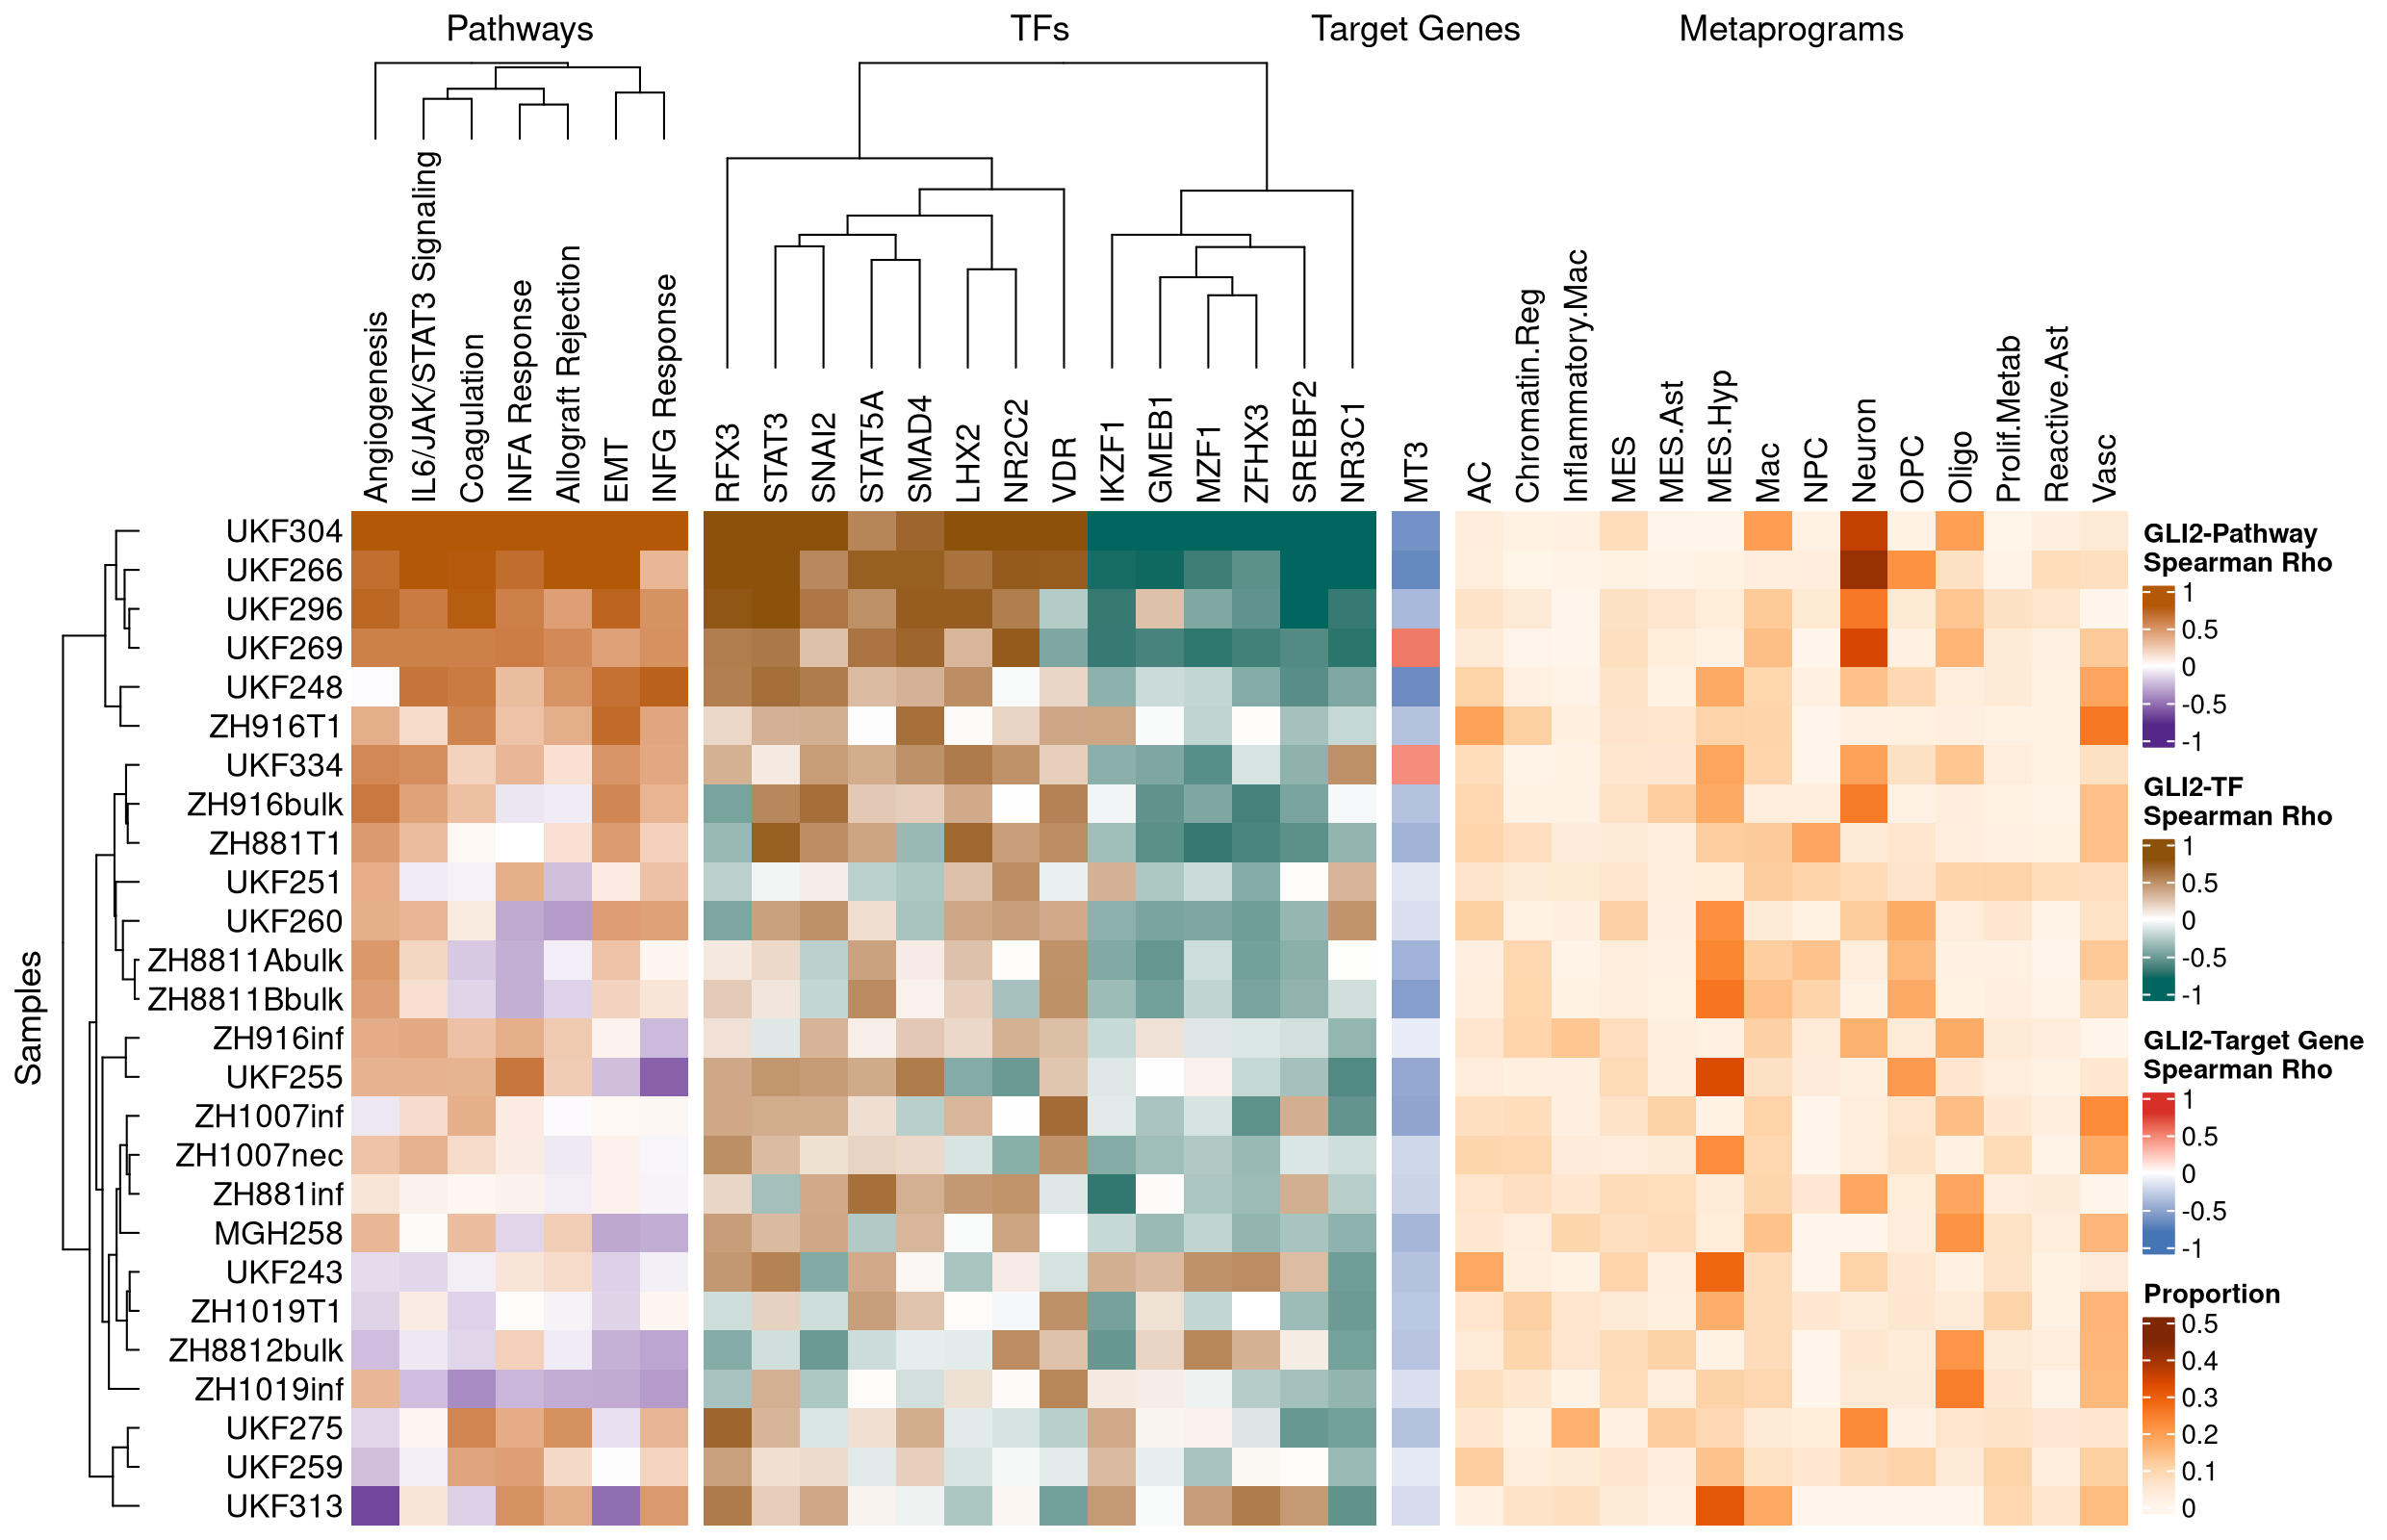 Pathways
TFs
Target Genes
Metaprograms
Angiogenesis
IL6/JAK/STAT3 Signaling
Coagulation
INFA Response
Allograft Rejection
EMT
INFG Response
RFX3
STAT3
SNAI2
STAT5A
SMAD4
LHX2
NR2C2
VDR
IKZF1
GMEB1
MZF1
ZFHX3
SREBF2
NR3C1
MT3
AC
Chromatin.Reg
Inflammatory.Mac
MES
MES.Ast
MES.Hyp
Mac
NPC
Neuron
OPC
Oligo
Prolif.Metab
Reactive.Ast
Vasc
Samples
UKF304
UKF266
UKF296
UKF269
UKF248
ZH916T1
UKF334
ZH916bulk
ZH881T1
UKF251
UKF260
ZH8811Abulk
ZH8811Bbulk
ZH916inf
UKF255
ZH1007inf
ZH1007nec
ZH881inf
MGH258
UKF243
ZH1019T1
ZH8812bulk
ZH1019inf
UKF275
UKF259
UKF313
GLI2-Pathway
Spearman Rho
1
0.5
0
-0.5
-1
GLI2-TF
Spearman Rho
1
0.5
0
-0.5
-1
GLI2-Target Gene
Spearman Rho
1
0.5
0
-0.5
-1
Proportion
0.5
0.4
0.3
0.2
0.1
0